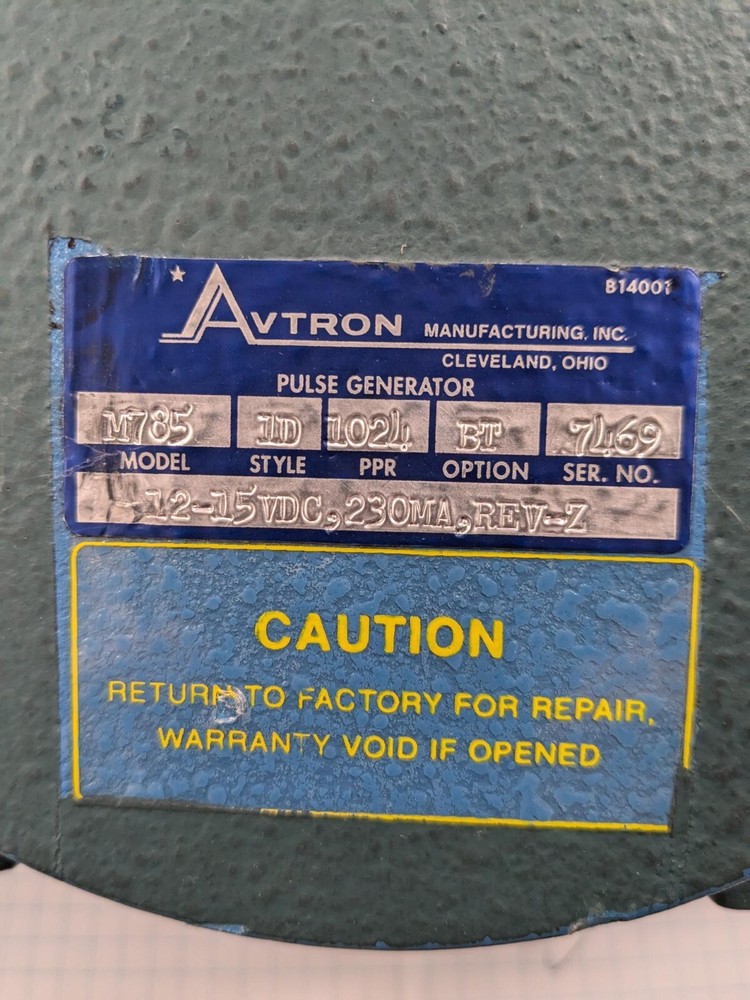 B14001
AVTRON MANUFACTURING, INC.
CLEVELAND, OHIO
PULSE GENERATOR
M785 1D 1024 BT 7469
MODEL STYLE PPR OPTION SER. NO.
12-15VDC,230MA,REV-Z
CAUTION
RETURN TO FACTORY FOR REPAIR,
WARRANTY VOID IF OPENED